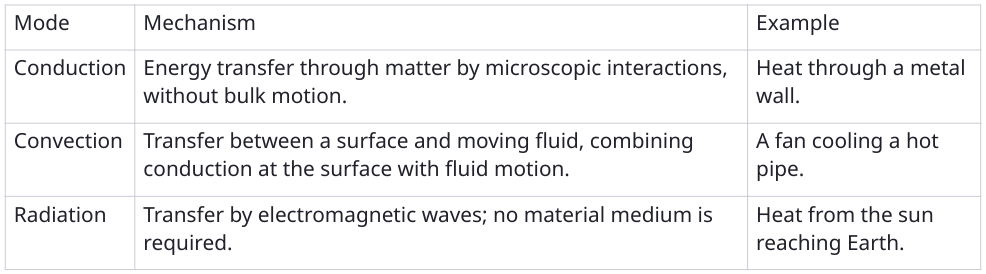 Mode Mechanism Example
Conduction Energy transfer through matter by microscopic interactions, without bulk motion. Heat through a metal wall.
Convection Transfer between a surface and moving fluid, combining conduction at the surface with fluid motion. A fan cooling a hot pipe.
Radiation Transfer by electromagnetic waves; no material medium is required. Heat from the sun reaching Earth.